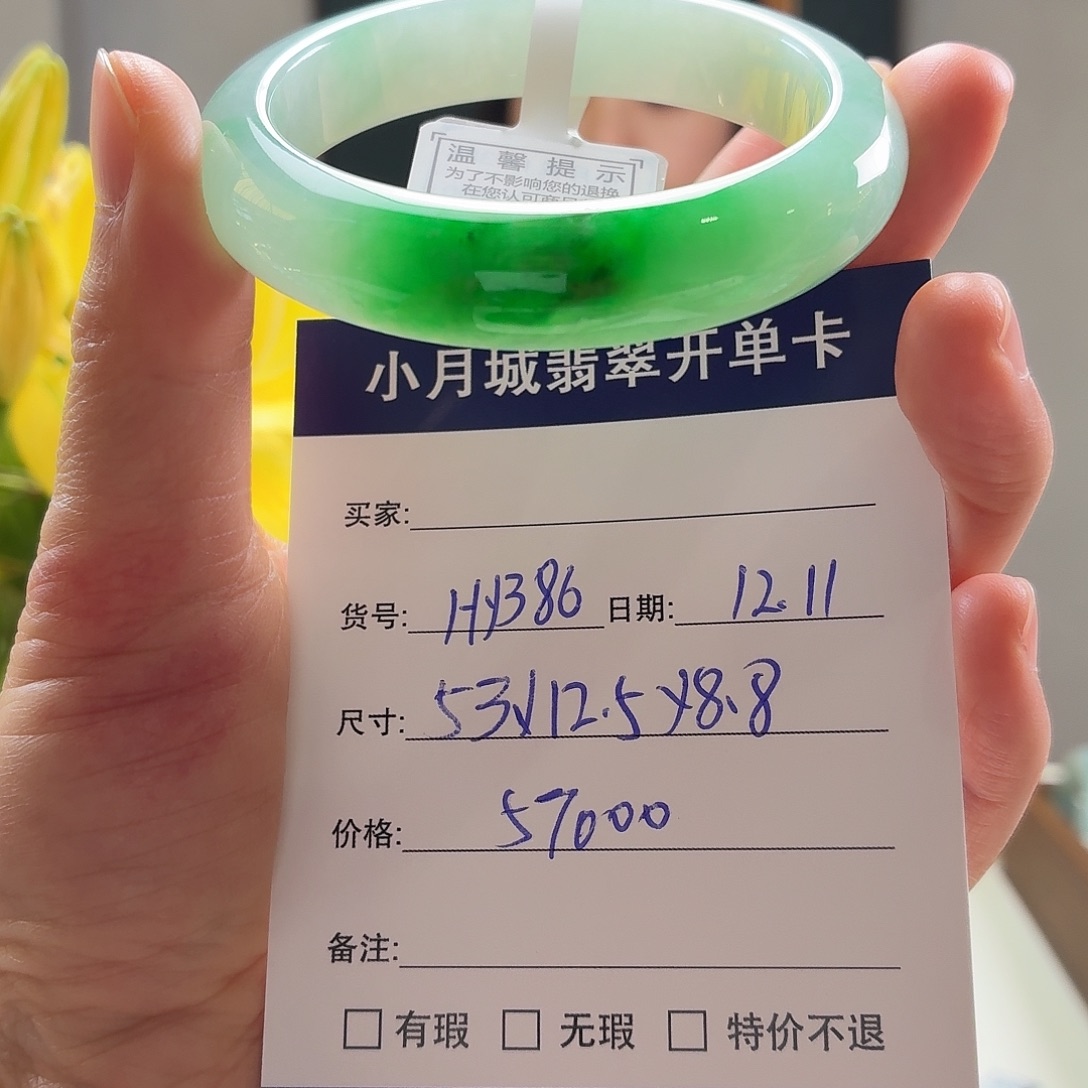 温馨提示
为了不影响您的退换
在您认可商品
小月城翡翠开单卡
买家:
货号: HY386 日期: 12.11
尺寸: 53x12.5x8.8
价格: 57000
备注:
有瑕 无瑕 特价不退